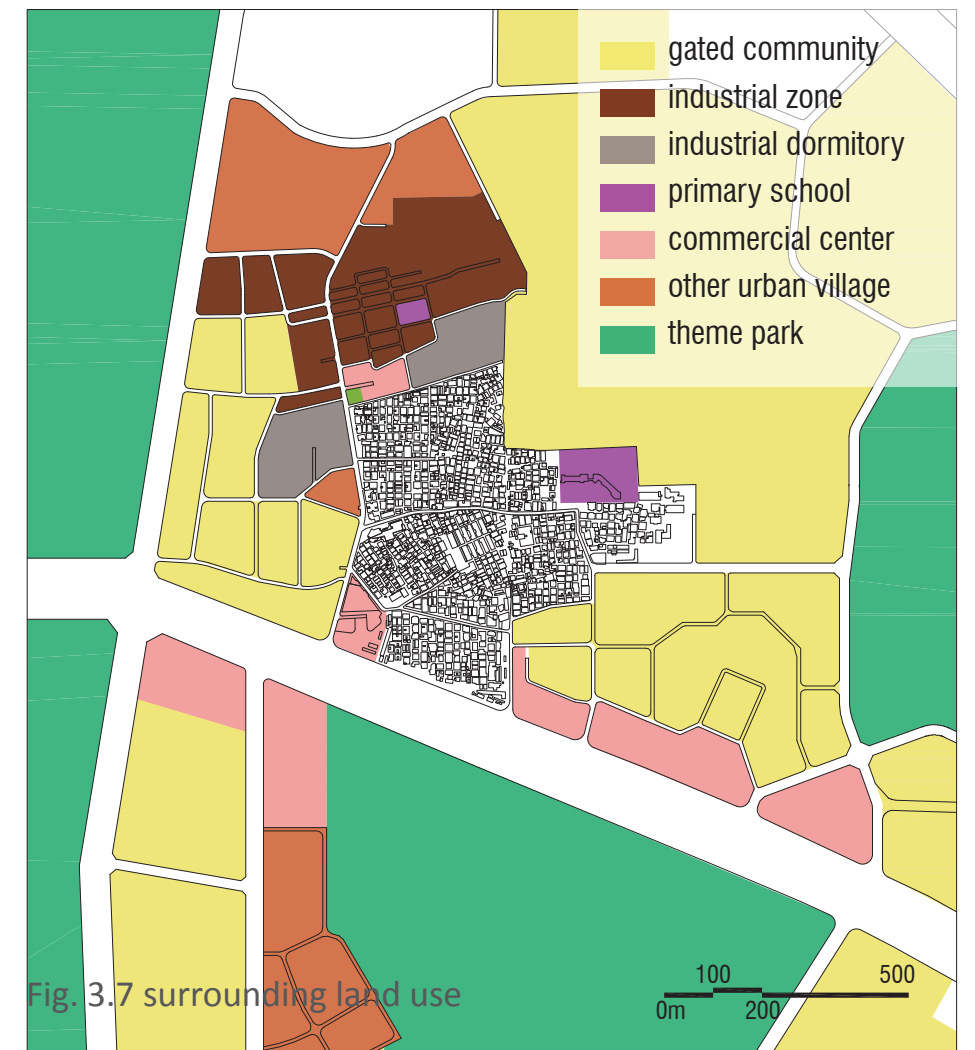 gated community
industrial zone
industrial dormitory
primary school
commercial center
other urban village
theme park
100 500
0m 200
Fig. 3.7 surrounding land use